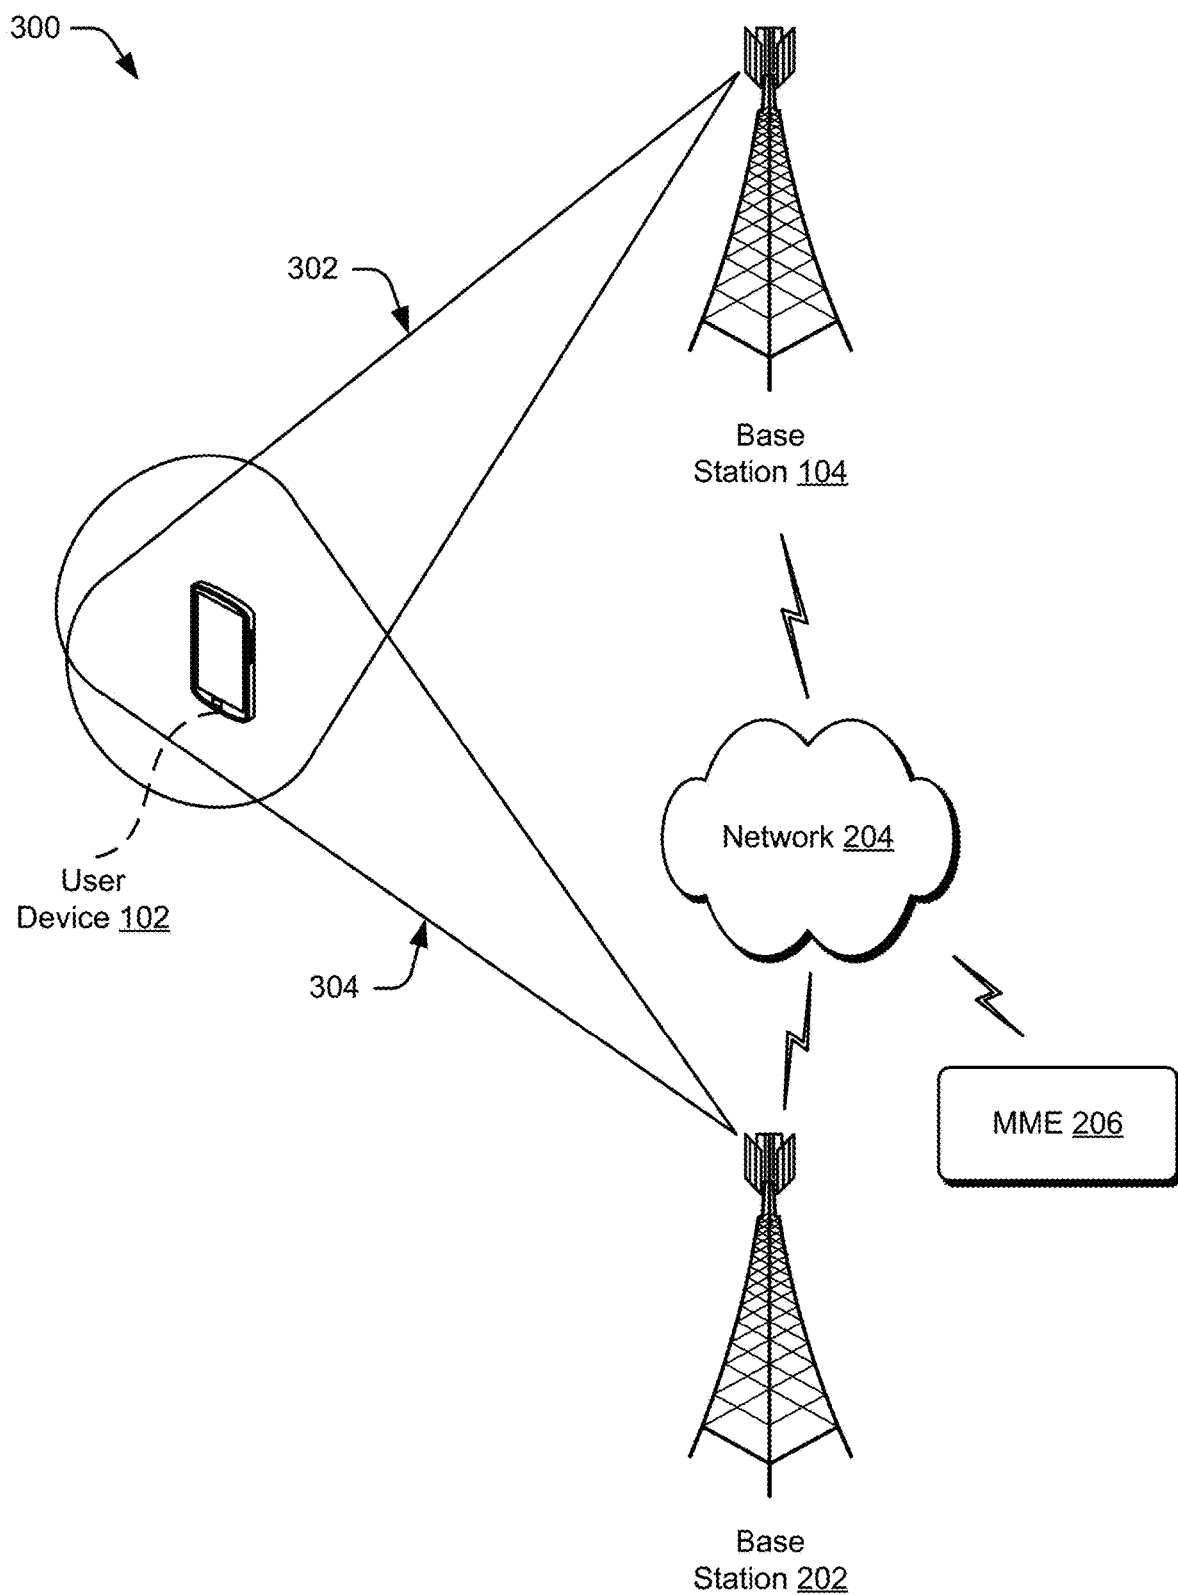 300
302
Base
Station 104
User
Device 102
Network 204
304
MME 206
Base
Station 202